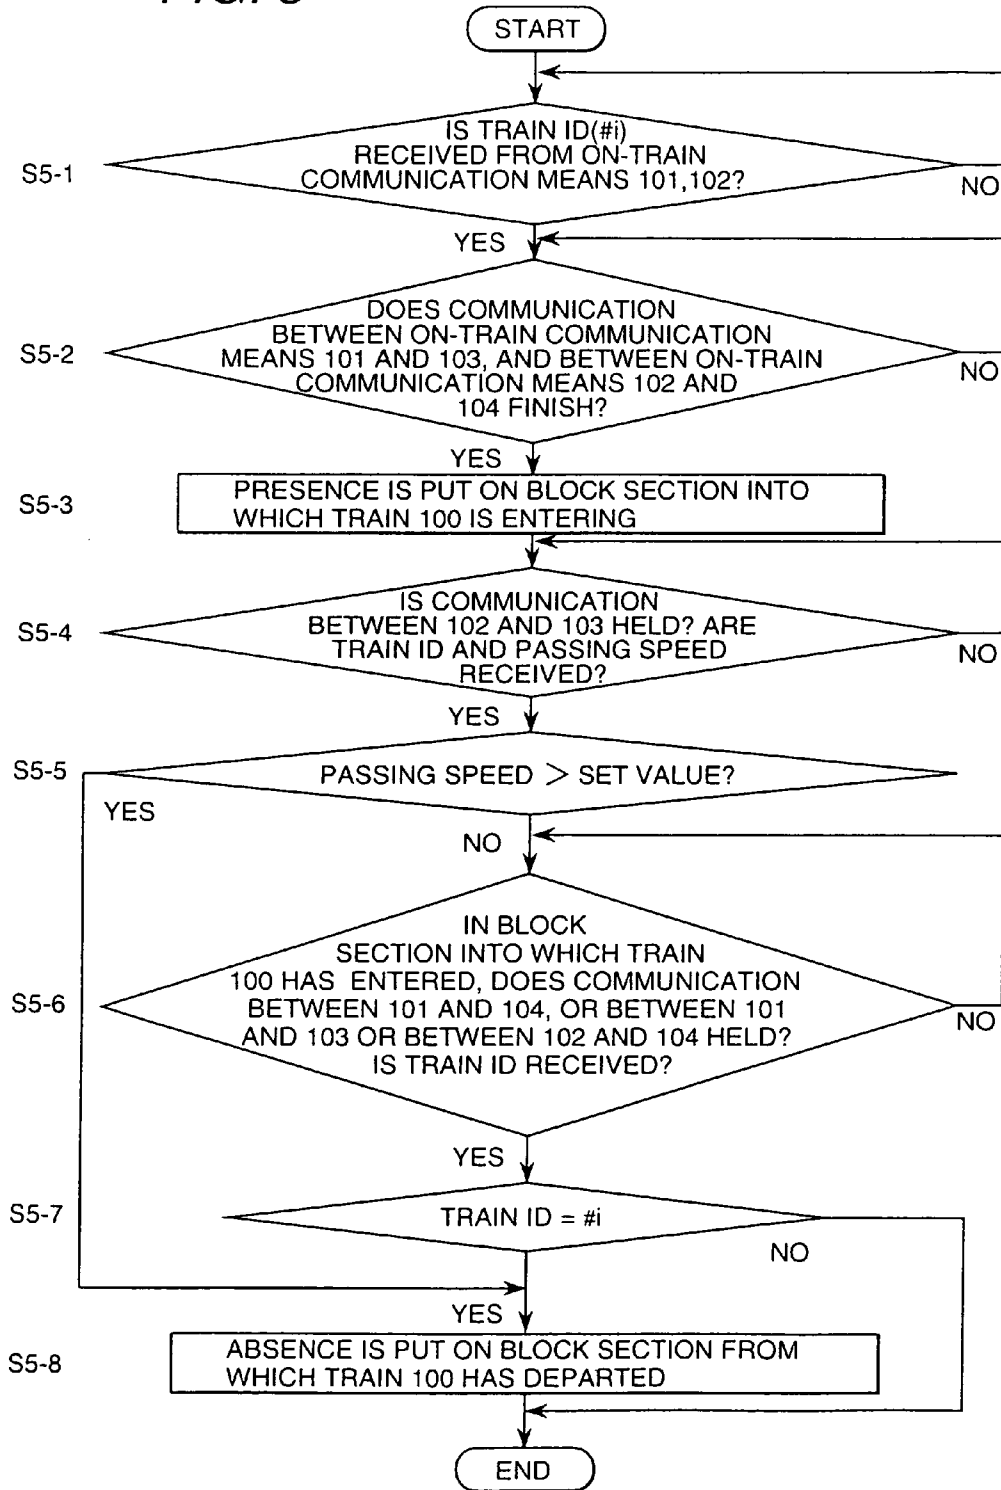 START
IS TRAIN ID(#i)
RECEIVED FROM ON-TRAIN
COMMUNICATION MEANS 101,102?
S5-1
NO
YES
DOES COMMUNICATION
BETWEEN ON-TRAIN COMMUNICATION
MEANS 101 AND 103, AND BETWEEN ON-TRAIN
COMMUNICATION MEANS 102 AND
104 FINISH?
S5-2
NO
YES
S5-3
PRESENCE IS PUT ON BLOCK SECTION INTO
WHICH TRAIN 100 IS ENTERING
IS COMMUNICATION
BETWEEN 102 AND 103 HELD? ARE
TRAIN ID AND PASSING SPEED
RECEIVED?
S5-4
NO
YES
S5-5
PASSING SPEED > SET VALUE?
YES
NO
IN BLOCK
SECTION INTO WHICH TRAIN
100 HAS ENTERED, DOES COMMUNICATION
BETWEEN 101 AND 104, OR BETWEEN 101
AND 103 OR BETWEEN 102 AND 104 HELD?
IS TRAIN ID RECEIVED?
S5-6
NO
YES
S5-7
TRAIN ID = #i
NO
YES
S5-8
ABSENCE IS PUT ON BLOCK SECTION FROM
WHICH TRAIN 100 HAS DEPARTED
END